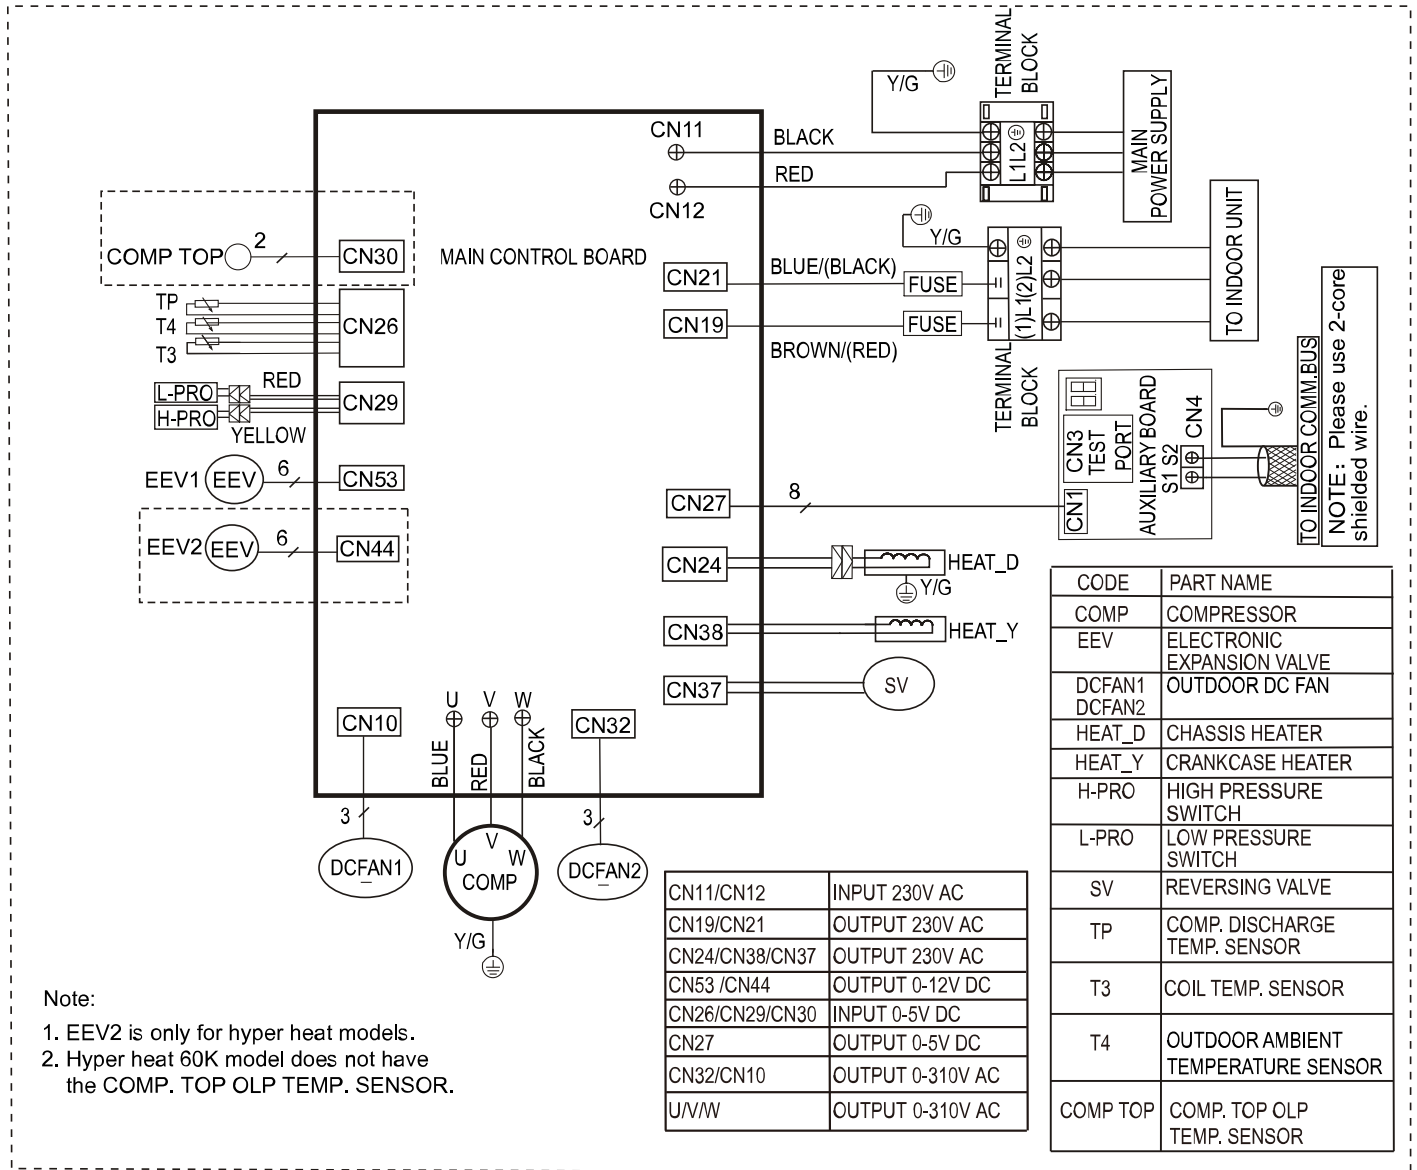 TERMINAL
BLOCK
Y/G
L1L2
MAIN
POWER SUPPLY
CN11
BLACK
RED
CN12
Y/G
COMP TOP
2
CN30
MAIN CONTROL BOARD
CN21
BLUE/(BLACK)
FUSE
(1)L1(2)L2
TO INDOOR UNIT
TP
T4
T3
CN26
CN19
FUSE
BROWN/(RED)
TERMINAL
BLOCK
L-PRO
RED
H-PRO
YELLOW
CN29
CN3
TEST
PORT
AUXILIARY BOARD
S1 S2
CN4
TO INDOOR COMM.BUS
NOTE: Please use 2-core
shielded wire.
EEV1
EEV
6
CN53
CN27
8
CN1
EEV2
EEV
6
CN44
CN24
HEAT_D
Y/G
CN38
HEAT_Y
CN37
SV
CN10
U
V
W
BLUE
RED
BLACK
CN32
3
3
DCFAN1
U
V
W
COMP
DCFAN2
Y/G
CODE PART NAME
COMP COMPRESSOR
EEV ELECTRONIC
EXPANSION VALVE
DCFAN1 OUTDOOR DC FAN
DCFAN2
HEAT_D CHASSIS HEATER
HEAT_Y CRANKCASE HEATER
H-PRO HIGH PRESSURE
SWITCH
L-PRO LOW PRESSURE
SWITCH
SV REVERSING VALVE
TP COMP. DISCHARGE
TEMP. SENSOR
T3 COIL TEMP. SENSOR
T4 OUTDOOR AMBIENT
TEMPERATURE SENSOR
COMP TOP COMP. TOP OLP
TEMP. SENSOR
CN11/CN12 INPUT 230V AC
CN19/CN21 OUTPUT 230V AC
CN24/CN38/CN37 OUTPUT 230V AC
CN53 /CN44 OUTPUT 0-12V DC
CN26/CN29/CN30 INPUT 0-5V DC
CN27 OUTPUT 0-5V DC
CN32/CN10 OUTPUT 0-310V AC
U/V/W OUTPUT 0-310V AC
Note:
1. EEV2 is only for hyper heat models.
2. Hyper heat 60K model does not have
the COMP. TOP OLP TEMP. SENSOR.